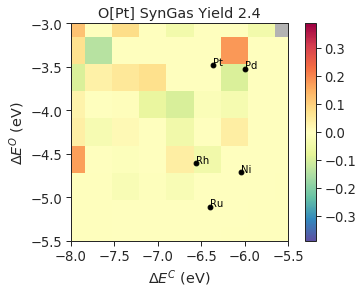 O[Pt] SynGas Yield 2.4
−3.0
−3.5
−4.0
−4.5
−5.0
−5.5
ΔE^O (eV)
Pt
Pd
Rh
Ni
Ru
−8.0 −7.5 −7.0 −6.5 −6.0 −5.5
ΔE^C (eV)
0.3
0.2
0.1
0.0
−0.1
−0.2
−0.3